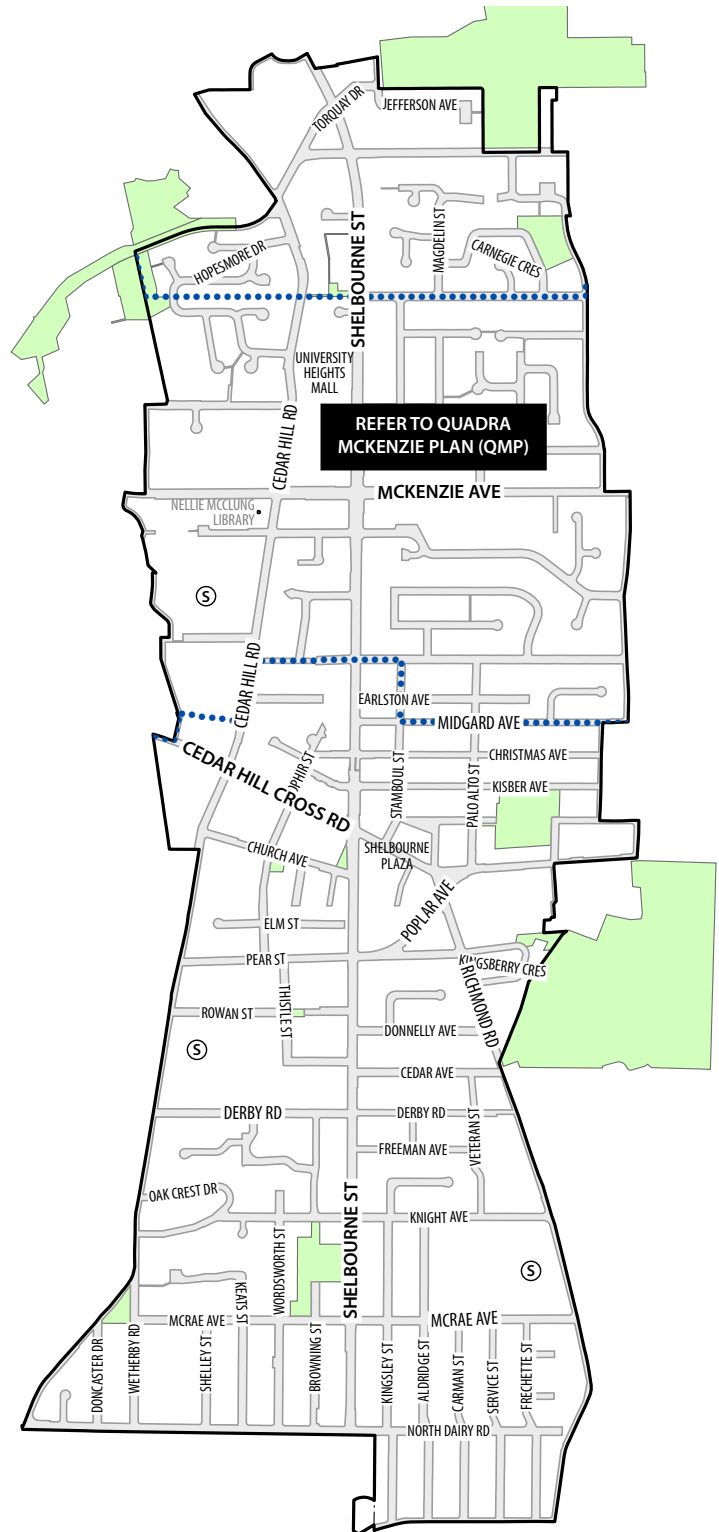 TORQUAY DR
JEFFERSON AVE
SHELBOURNE ST
MAGDELIN ST
CARNEGIE CRES
HOPESMORE DR
UNIVERSITY
HEIGHTS
MALL
CEDAR HILL RD
REFER TO QUADRA
MCKENZIE PLAN (QMP)
MCKENZIE AVE
NELLIE MCCLUNG
LIBRARY
S
CEDAR HILL RD
EARLSTON AVE
MIDGARD AVE
CEDAR HILL CROSS RD
CHRISTMAS AVE
STAMBOUL ST
PALO ALTO ST
KISBER AVE
CHURCH AVE
SHELBOURNE
PLAZA
POPLAR AVE
ELM ST
PEAR ST
KINGSBERRY CRES
RICHMOND RD
THISTLE ST
ROWAN ST
DONNELLY AVE
S
CEDAR AVE
DERBY RD
DERBY RD
VETERAN ST
FREEMAN AVE
OAK CREST DR
SHELBOURNE ST
KNIGHT AVE
WORDSWORTH ST
S
KEATS ST
MCRAE AVE
MCRAE AVE
DONCASTER DR
WETHERBY RD
SHELLEY ST
BROWNING ST
KINGSLEY ST
ALDRIDGE ST
CARMAN ST
SERVICE ST
FRECHETTE ST
NORTH DAIRY RD